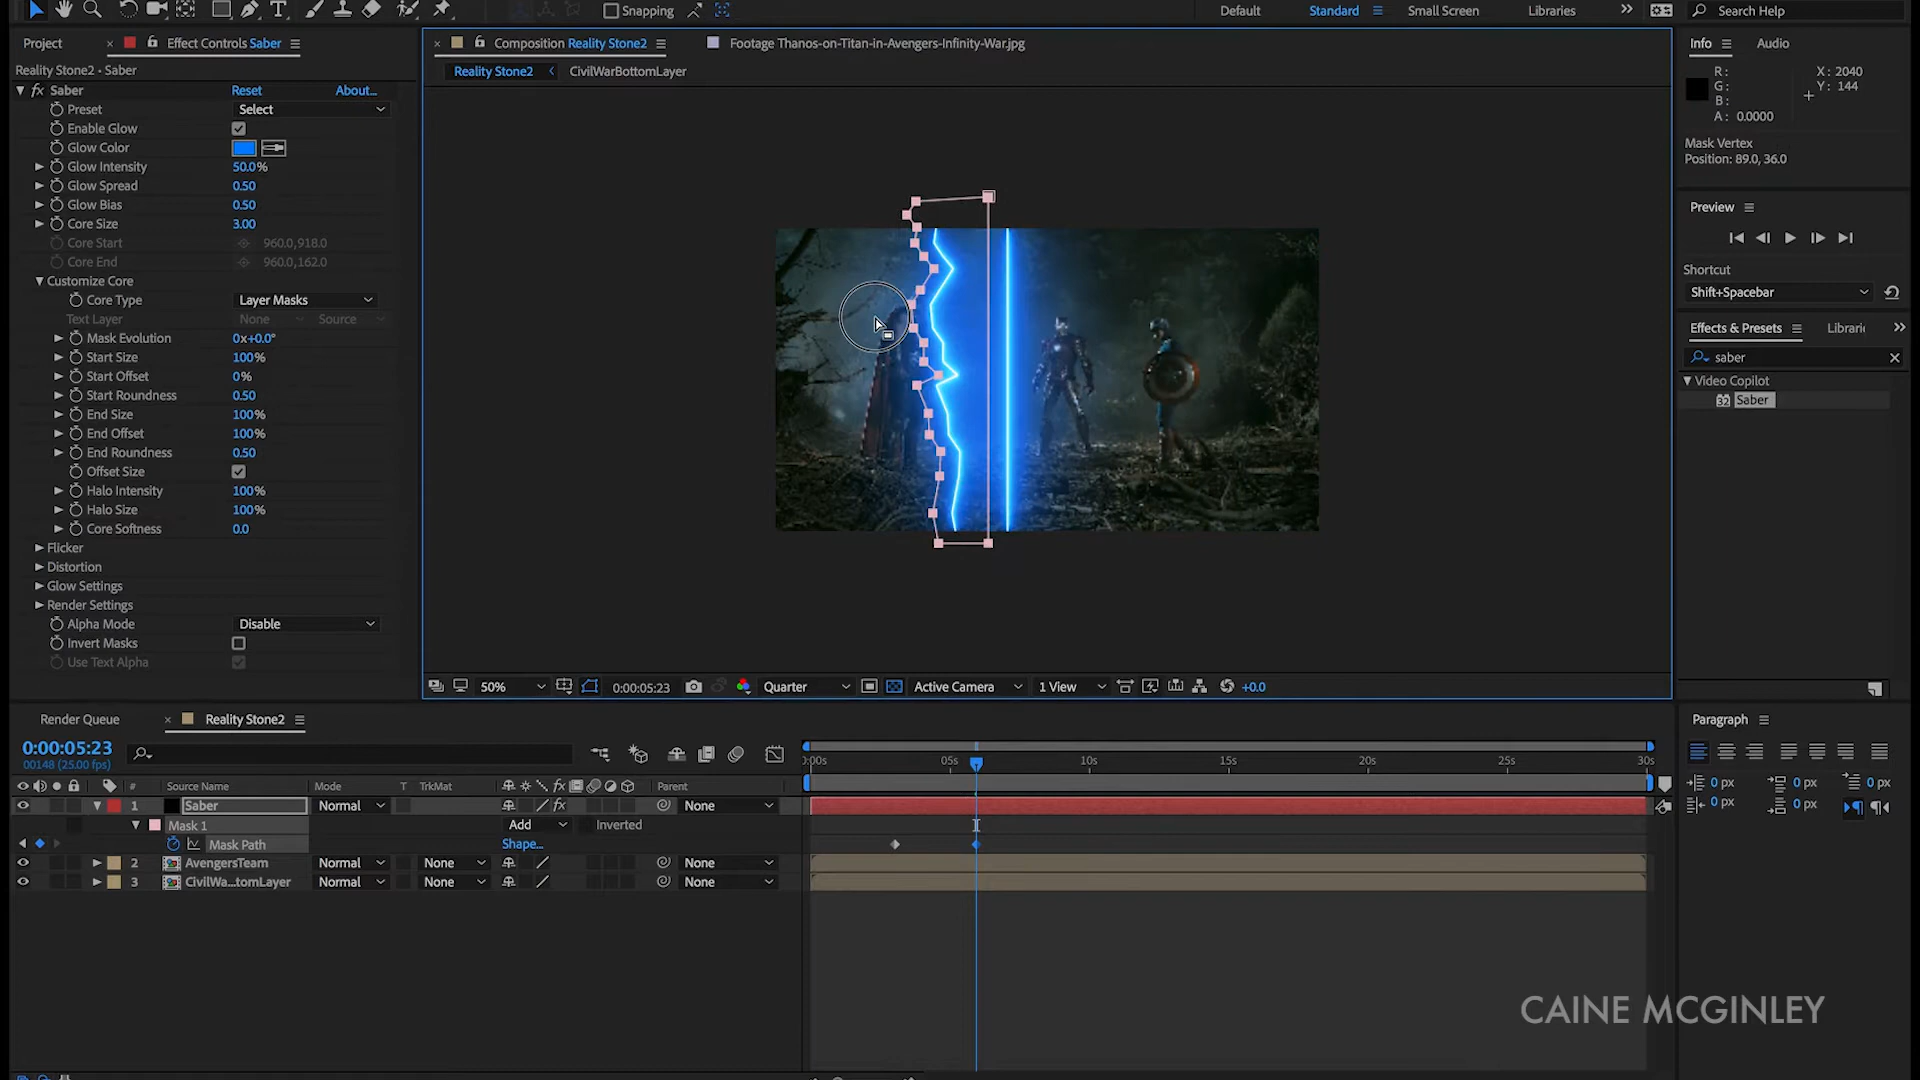 Snapping
Default
Standard
Small Screen
Libraries
Search Help
Project
Effect Controls Saber
Composition Reality Stone2
Footage Thanos-on-Titan-in-Avengers-Infinity-War.jpg
Info
Audio
Reality Stone2 • Saber
Reality Stone2
CivilWarBottomLayer
R:
G:
B:
A: 0.0000
X: 2040
Y: 144
Mask Vertex
Position: 89.0, 36.0
fx Saber Reset About...
Preset Select
Enable Glow
Glow Color
Glow Intensity 50.0%
Glow Spread 0.50
Glow Bias 0.50
Core Size 3.00
Core Start 960.0,918.0
Core End 960.0,162.0
Customize Core
Core Type Layer Masks
Text Layer None Source
Mask Evolution 0x+0.0°
Start Size 100%
Start Offset 0%
Start Roundness 0.50
End Size 100%
End Offset 100%
End Roundness 0.50
Offset Size
Halo Intensity 100%
Halo Size 100%
Core Softness 0.0
Flicker
Distortion
Glow Settings
Render Settings
Alpha Mode Disable
Invert Masks
Use Text Alpha
Preview
Shortcut
Shift+Spacebar
Effects & Presets
Librari
saber
Video Copilot
32 Saber
50% 0:00:05:23 Quarter Active Camera 1 View +0.0
Render Queue
Reality Stone2
Paragraph
0:00:05:23
00148 (25.00 fps)
0:00s 05s 10s 15s 20s 25s 30s
# Source Name Mode T TrkMat fx Parent
1 Saber Normal fx None
Mask 1 Add Inverted
Mask Path Shape...
2 AvengersTeam Normal None None
3 CivilWa...tomLayer Normal None None
0 px 0 px 0 px
0 px 0 px
CAINE MCGINLEY